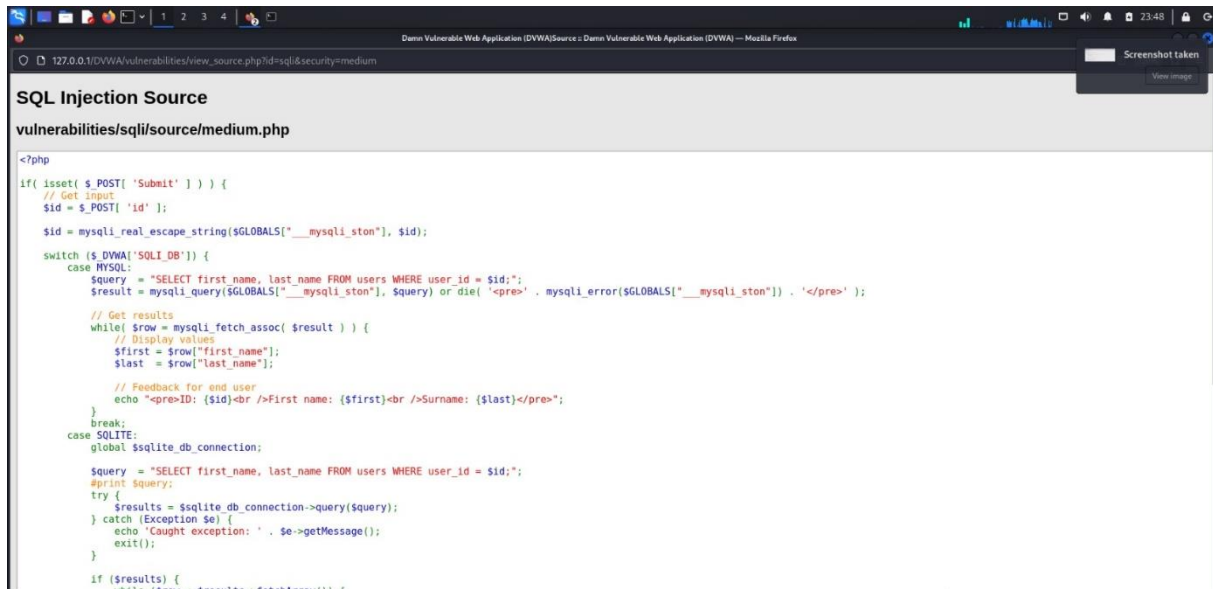 1 2 3 4
23:48
Damn Vulnerable Web Application (DVWA)Source :: Damn Vulnerable Web Application (DVWA) — Mozilla Firefox
127.0.0.1/DVWA/vulnerabilities/view_source.php?id=sqli&security=medium
Screenshot taken
View image
SQL Injection Source
vulnerabilities/sqli/source/medium.php
<?php
if( isset( $_POST[ 'Submit' ] ) ) {
    // Get input
    $id = $_POST[ 'id' ];
    $id = mysqli_real_escape_string($GLOBALS["___mysqli_ston"], $id);
    switch ($_DVWA['SQLI_DB']) {
        case MYSQL:
            $query  = "SELECT first_name, last_name FROM users WHERE user_id = $id;";
            $result = mysqli_query($GLOBALS["___mysqli_ston"], $query) or die( '<pre>' . mysqli_error($GLOBALS["___mysqli_ston"]) . '</pre>' );
            // Get results
            while( $row = mysqli_fetch_assoc( $result ) ) {
                // Display values
                $first = $row["first_name"];
                $last  = $row["last_name"];
                // Feedback for end user
                echo "<pre>ID: {$id}<br />First name: {$first}<br />Surname: {$last}</pre>";
            }
            break;
        case SQLITE:
            global $sqlite_db_connection;
            $query  = "SELECT first_name, last_name FROM users WHERE user_id = $id;";
            #print $query;
            try {
                $results = $sqlite_db_connection->query($query);
            } catch (Exception $e) {
                echo 'Caught exception: ' . $e->getMessage();
                exit();
            }
            if ($results) {